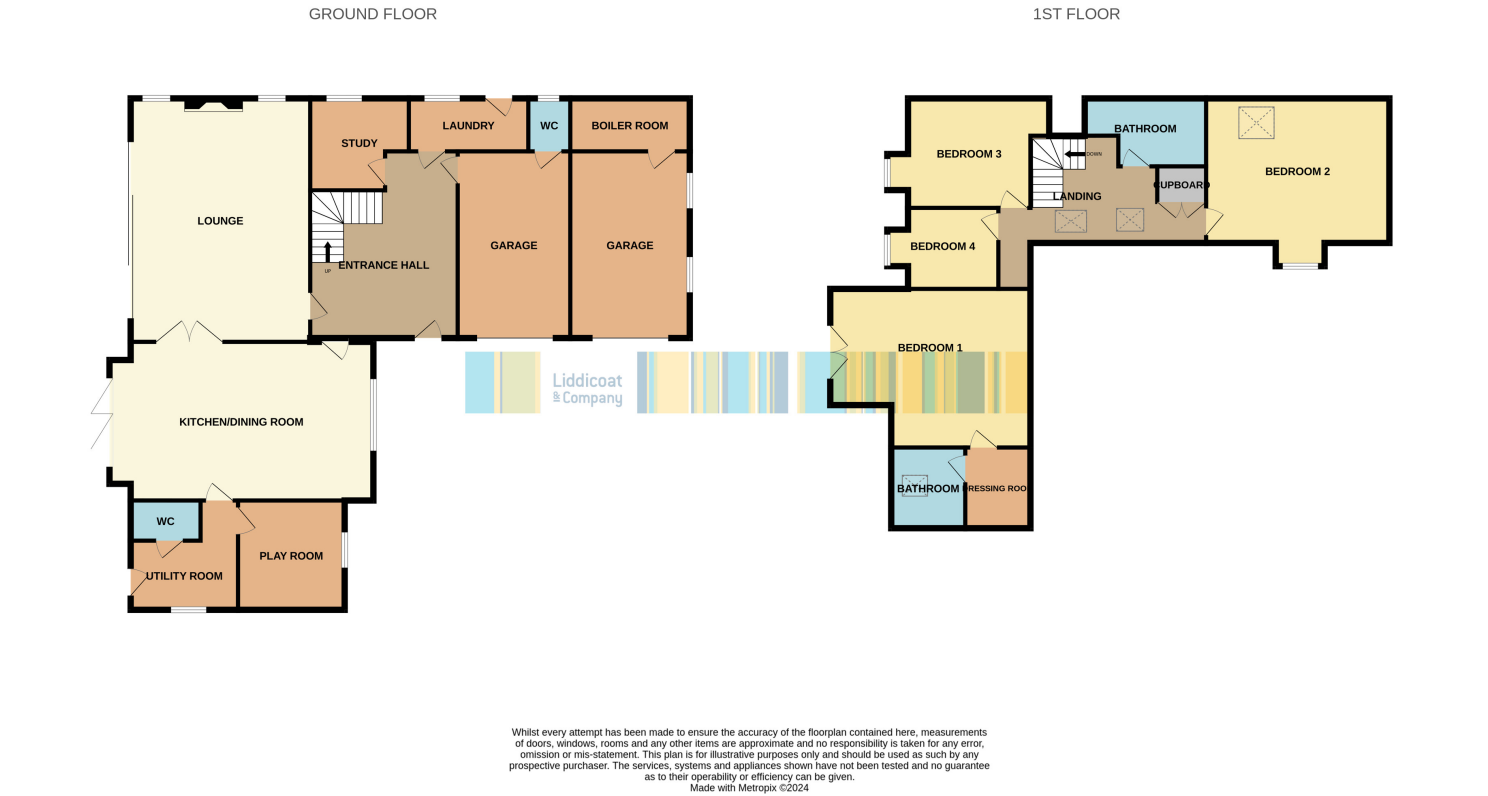 GROUND FLOOR
1ST FLOOR
STUDY
LAUNDRY
WC
BOILER ROOM
LOUNGE
GARAGE
GARAGE
ENTRANCE HALL
UP
KITCHEN/DINING ROOM
WC
UTILITY ROOM
PLAY ROOM
BEDROOM 3
BATHROOM
DOWN
BEDROOM 2
CUPBOARD
LANDING
BEDROOM 4
BEDROOM 1
BATHROOM
RESSING ROO
Liddicoat
& Company
Whilst every attempt has been made to ensure the accuracy of the floorplan contained here, measurements
of doors, windows, rooms and any other items are approximate and no responsibility is taken for any error,
omission or mis-statement. This plan is for illustrative purposes only and should be used as such by any
prospective purchaser. The services, systems and appliances shown have not been tested and no guarantee
as to their operability or efficiency can be given.
Made with Metropix ©2024